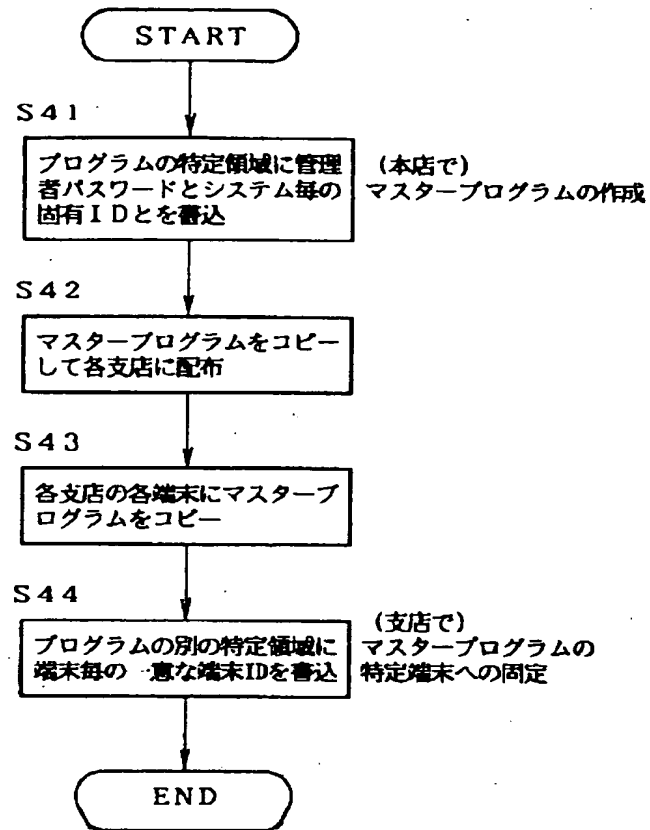 START
S41
プログラムの特定領域に管理
者パスワードとシステム毎の
固有IDとを書込
(本店で)
マスタープログラムの作成
S42
マスタープログラムをコピー
して各支店に配布
S43
各支店の各端末にマスタープ
ログラムをコピー
S44
プログラムの別の特定領域に
端末毎の一意な端末IDを書込
(支店で)
マスタープログラムの
特定端末への固定
END